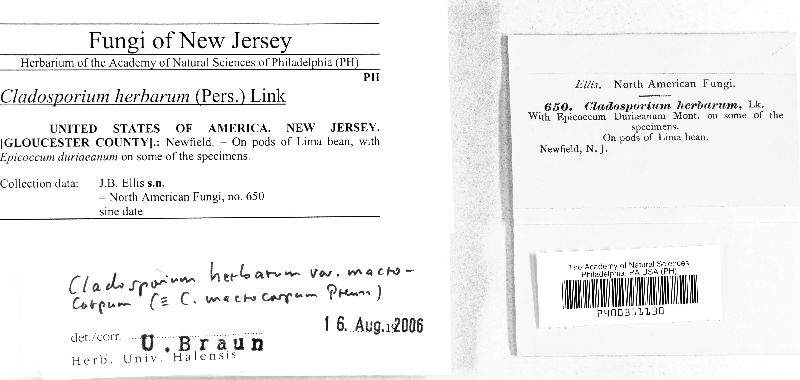 Fungi of New Jersey
Herbarium of the Academy of Natural Sciences of Philadelphia (PH)
PH
Cladosporium herbarum (Pers.) Link
UNITED STATES OF AMERICA. NEW JERSEY.
[GLOUCESTER COUNTY].: Newfield. – On pods of Lima bean, with
Epicoccum duriaeanum on some of the specimens.
Collection data: J.B. Ellis s.n.
= North American Fungi, no. 650
sine date
Cladosporium herbarum var. macro-
carpum (≡ C. macrocarpum Preuss)
16. Aug. 2006
det./corr. U. Braun
Herb. Univ. Halensis
Ellis. North American Fungi.
650. Cladosporium herbarum, Lk.
With Epicoccum Duriæanum Mont. on some of the
specimens.
On pods of Lima bean.
Newfield, N. J.
The Academy of Natural Sciences
Philadelphia, PA USA (PH)